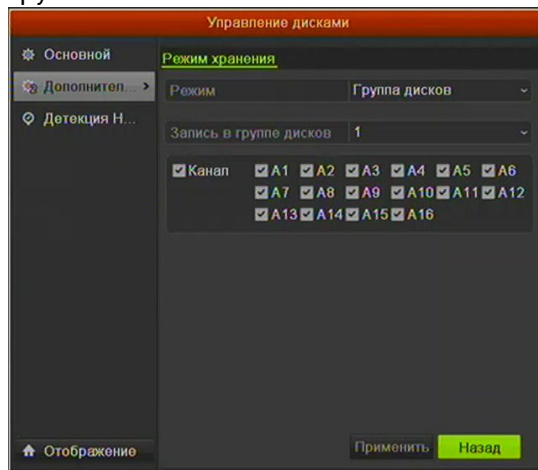 Управление дисками
Основной
Дополнител... >
Детекция Н...
Отображение
Режим хранения
Режим Группа дисков
Запись в группе дисков 1
Канал A1 A2 A3 A4 A5 A6
A7 A8 A9 A10 A11 A12
A13 A14 A15 A16
Применить Назад